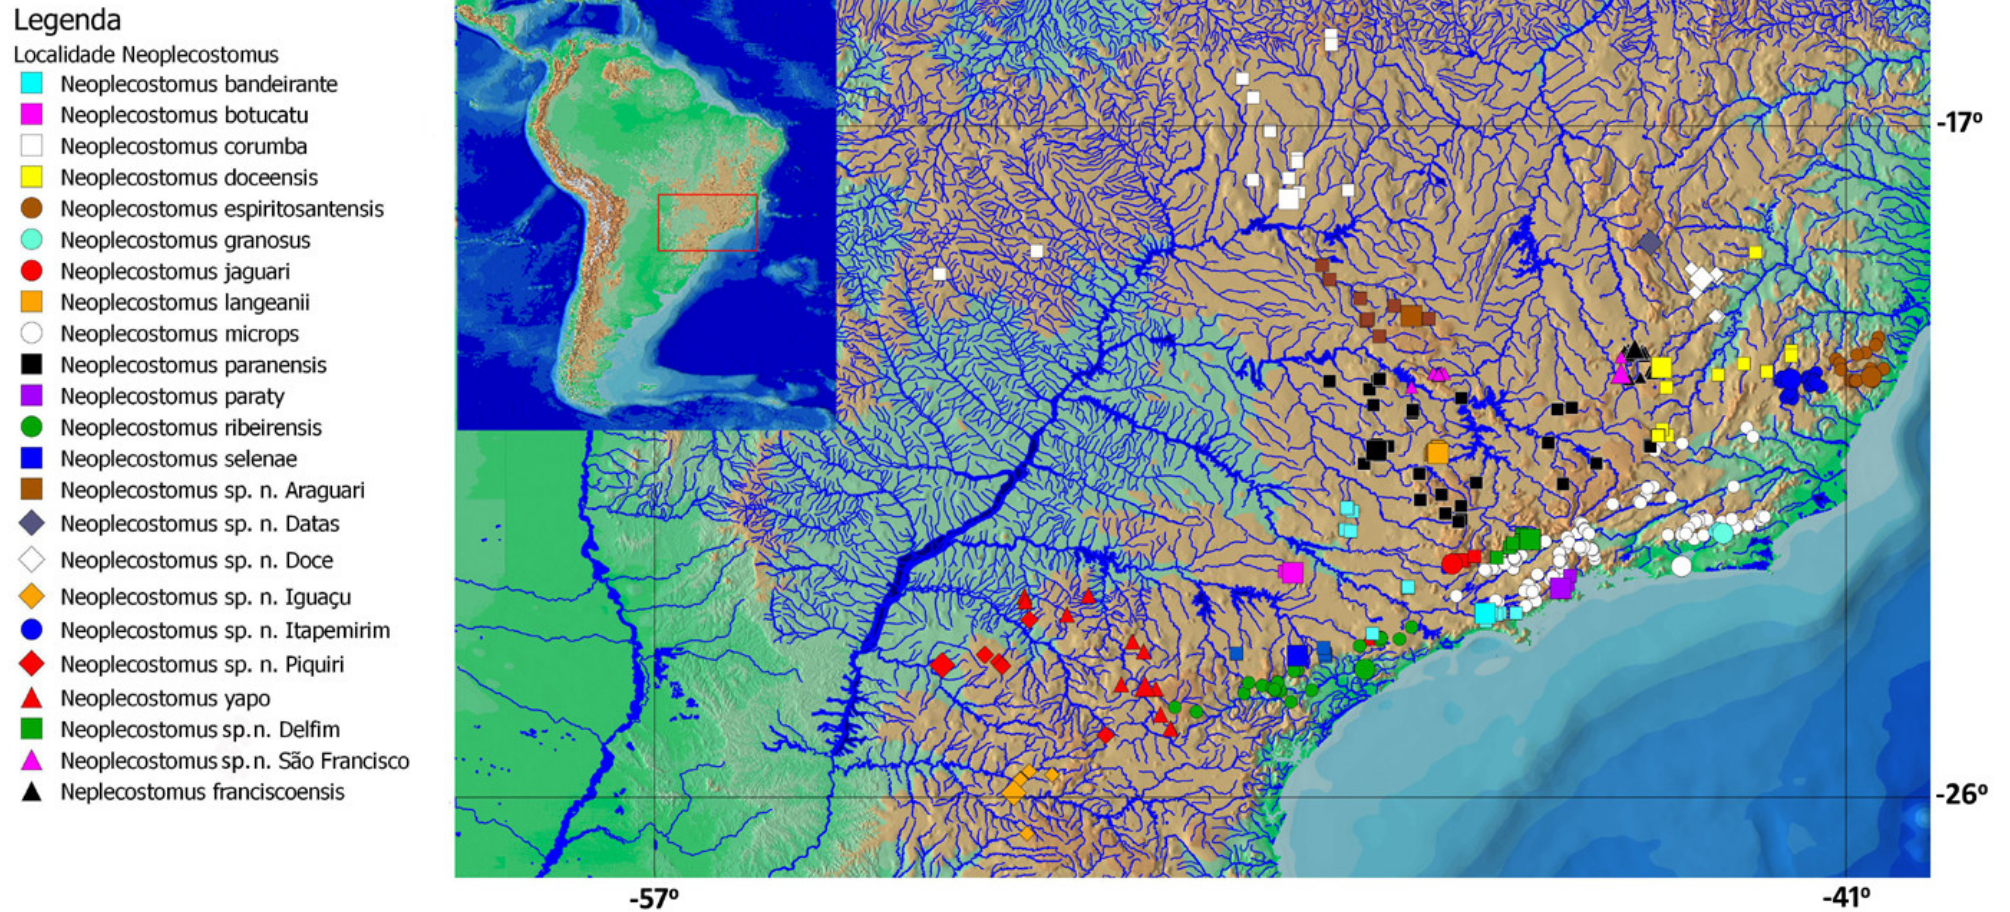 Legenda
Localidade Neoplecostomus
Neoplecostomus bandeirante
Neoplecostomus botucatu
Neoplecostomus corumba
Neoplecostomus doceensis
Neoplecostomus espiritosantensis
Neoplecostomus granosus
Neoplecostomus jaguari
Neoplecostomus langeanii
Neoplecostomus microps
Neoplecostomus paranensis
Neoplecostomus paraty
Neoplecostomus ribeirensis
Neoplecostomus selenae
Neoplecostomus sp. n. Araguari
Neoplecostomus sp. n. Datas
Neoplecostomus sp. n. Doce
Neoplecostomus sp. n. Iguaçu
Neoplecostomus sp. n. Itapemirim
Neoplecostomus sp. n. Piquiri
Neoplecostomus yapo
Neoplecostomus sp.n. Delfim
Neoplecostomus sp.n. São Francisco
Neplecostomus franciscoensis
-17º
-26º
-57º
-41º